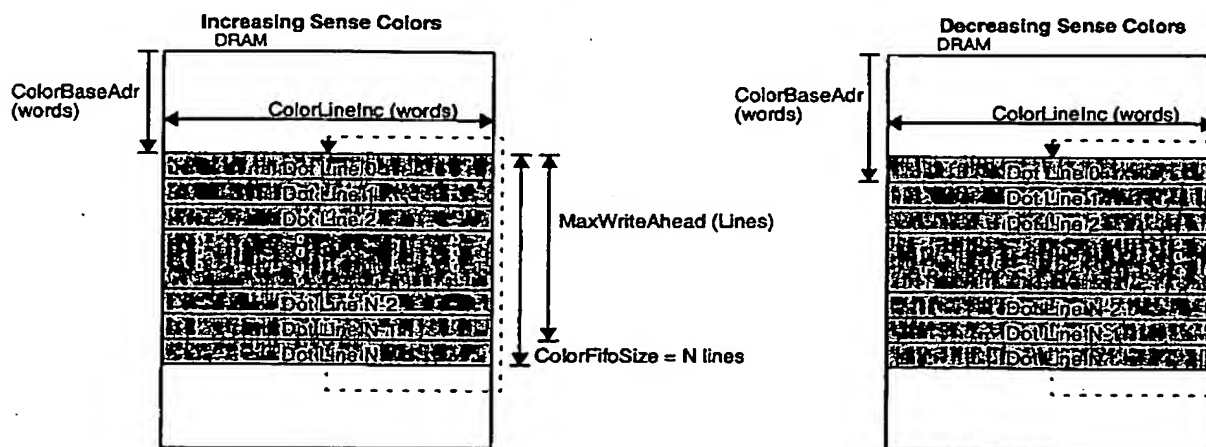 Increasing Sense Colors
DRAM
ColorBaseAdr
(words)
ColorLineInc (words)
Dot Line 0
Dot Line 1
Dot Line 2
Dot Line N-2
Dot Line N-1
Dot Line N
MaxWriteAhead (Lines)
ColorFifoSize = N lines
Decreasing Sense Colors
DRAM
ColorBaseAdr
(words)
ColorLineInc (words)
Dot Line 0
Dot Line 1
Dot Line 2
Dot Line N-2
Dot Line N-1
Dot Line N